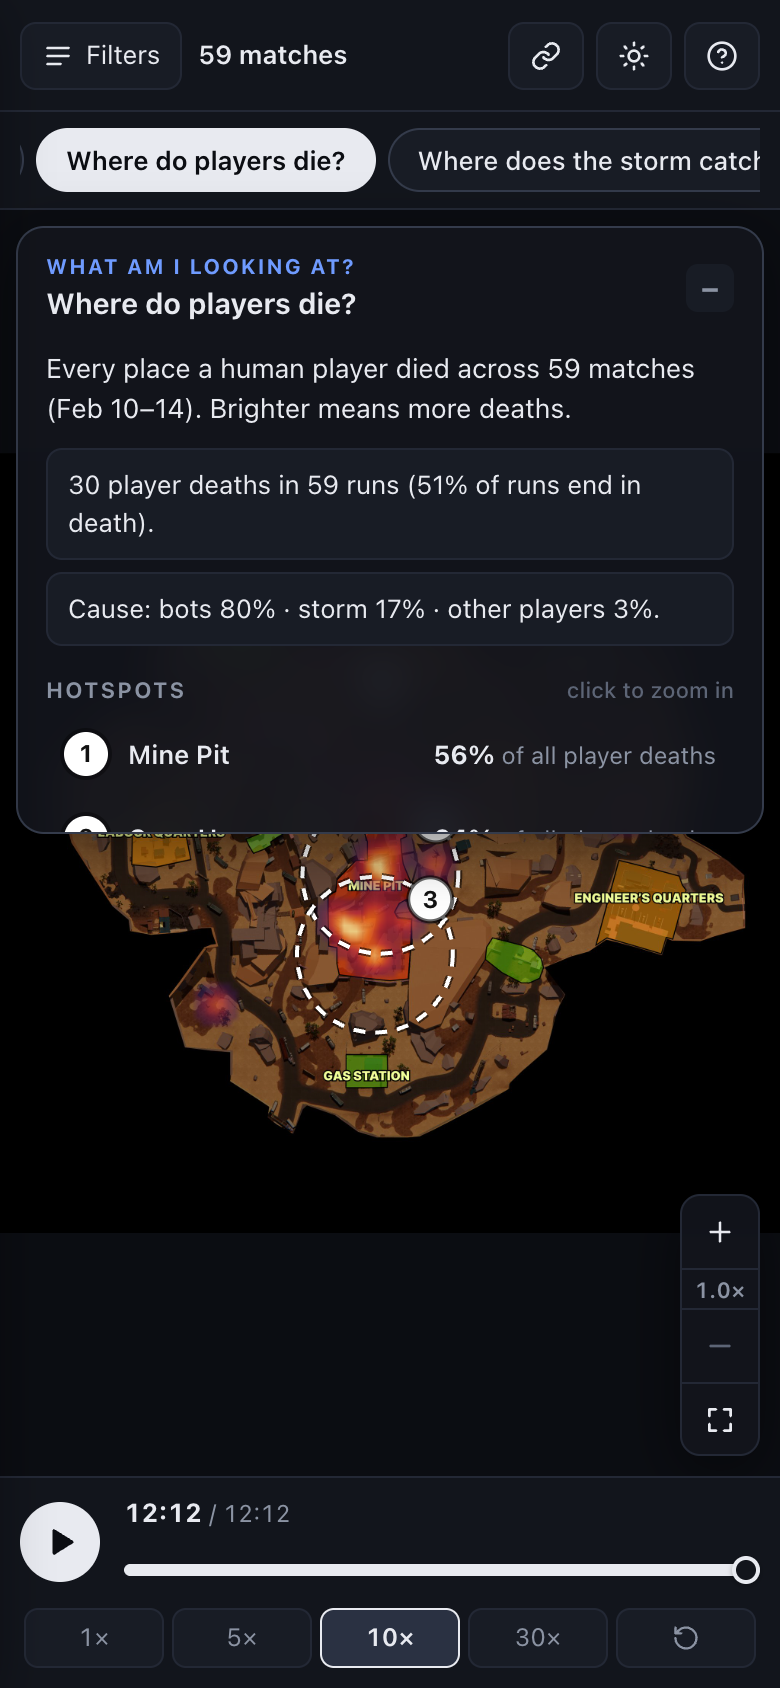 Filters
59 matches
Where do players die?
Where does the storm catch
WHAT AM I LOOKING AT?
Where do players die?
Every place a human player died across 59 matches
(Feb 10–14). Brighter means more deaths.
30 player deaths in 59 runs (51% of runs end in
death).
Cause: bots 80% · storm 17% · other players 3%.
HOTSPOTS
click to zoom in
1
Mine Pit
56% of all player deaths
MINE PIT
3
ENGINEER'S QUARTERS
GAS STATION
1.0×
12:12 / 12:12
1×
5×
10×
30×